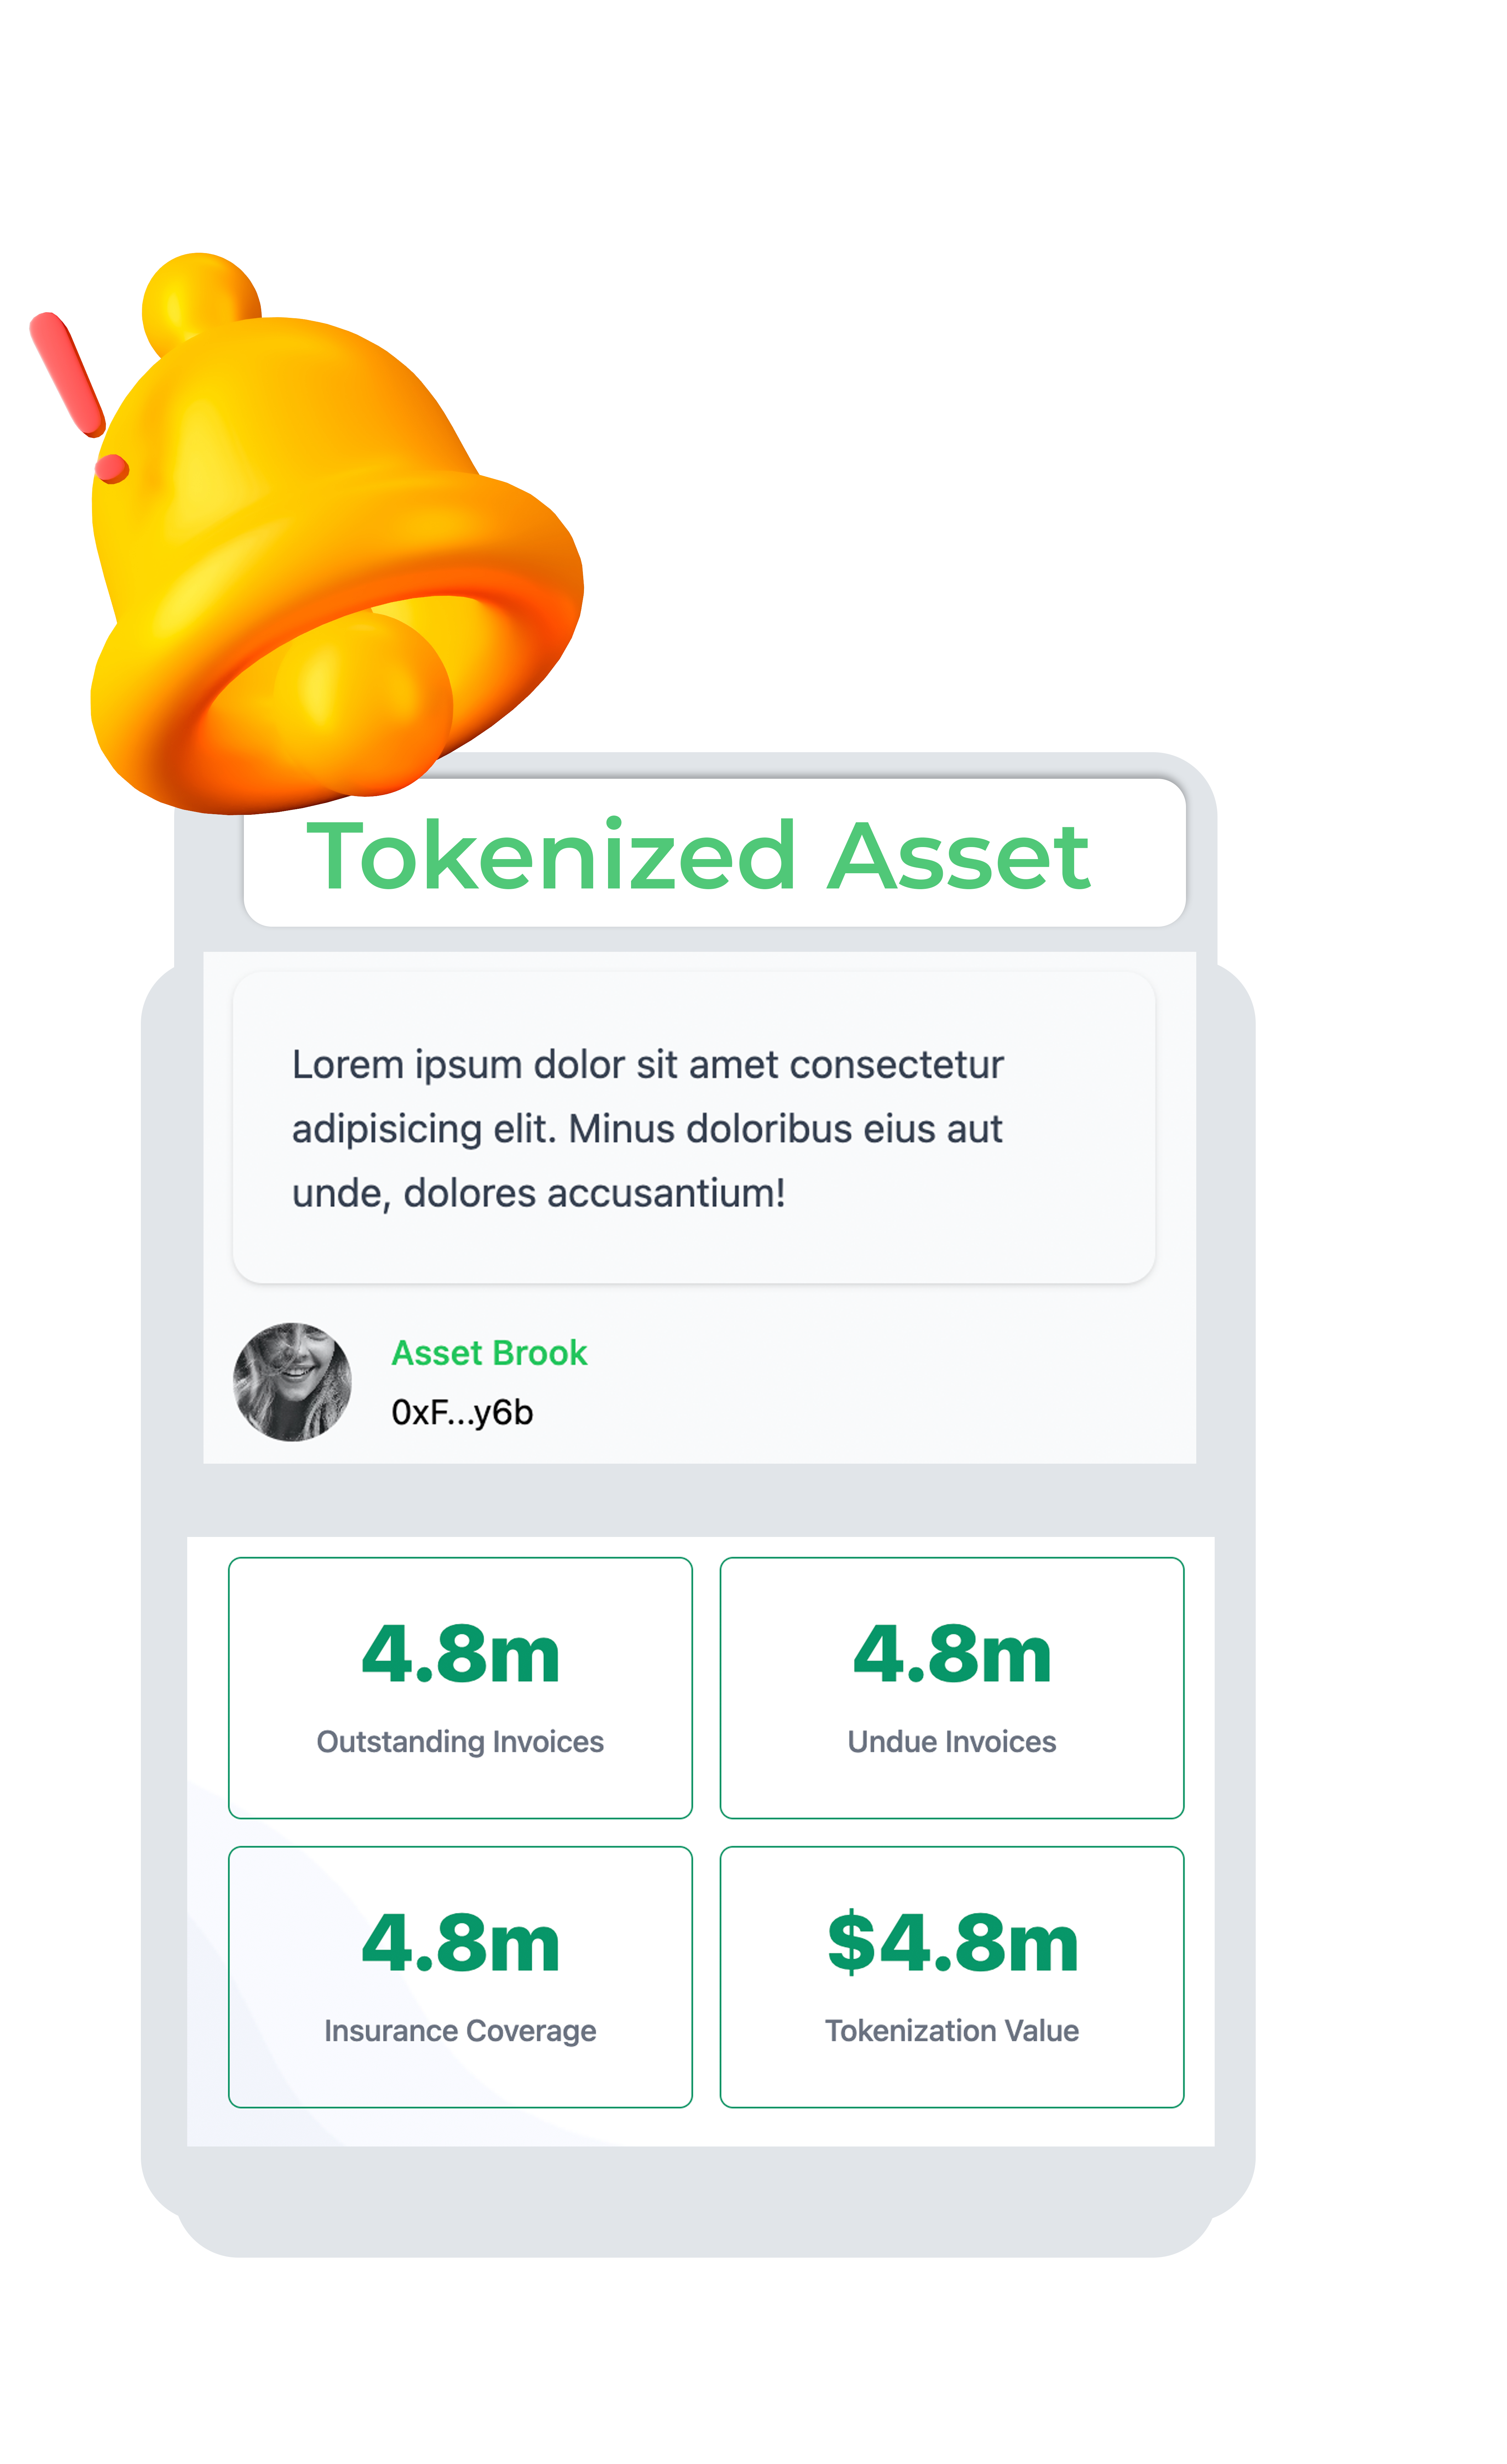 Tokenized Asset
Lorem ipsum dolor sit amet consectetur
adipisicing elit. Minus doloribus eius aut
unde, dolores accusantium!
Asset Brook
0xF...y6b
4.8m
Outstanding Invoices
4.8m
Undue Invoices
4.8m
Insurance Coverage
$4.8m
Tokenization Value